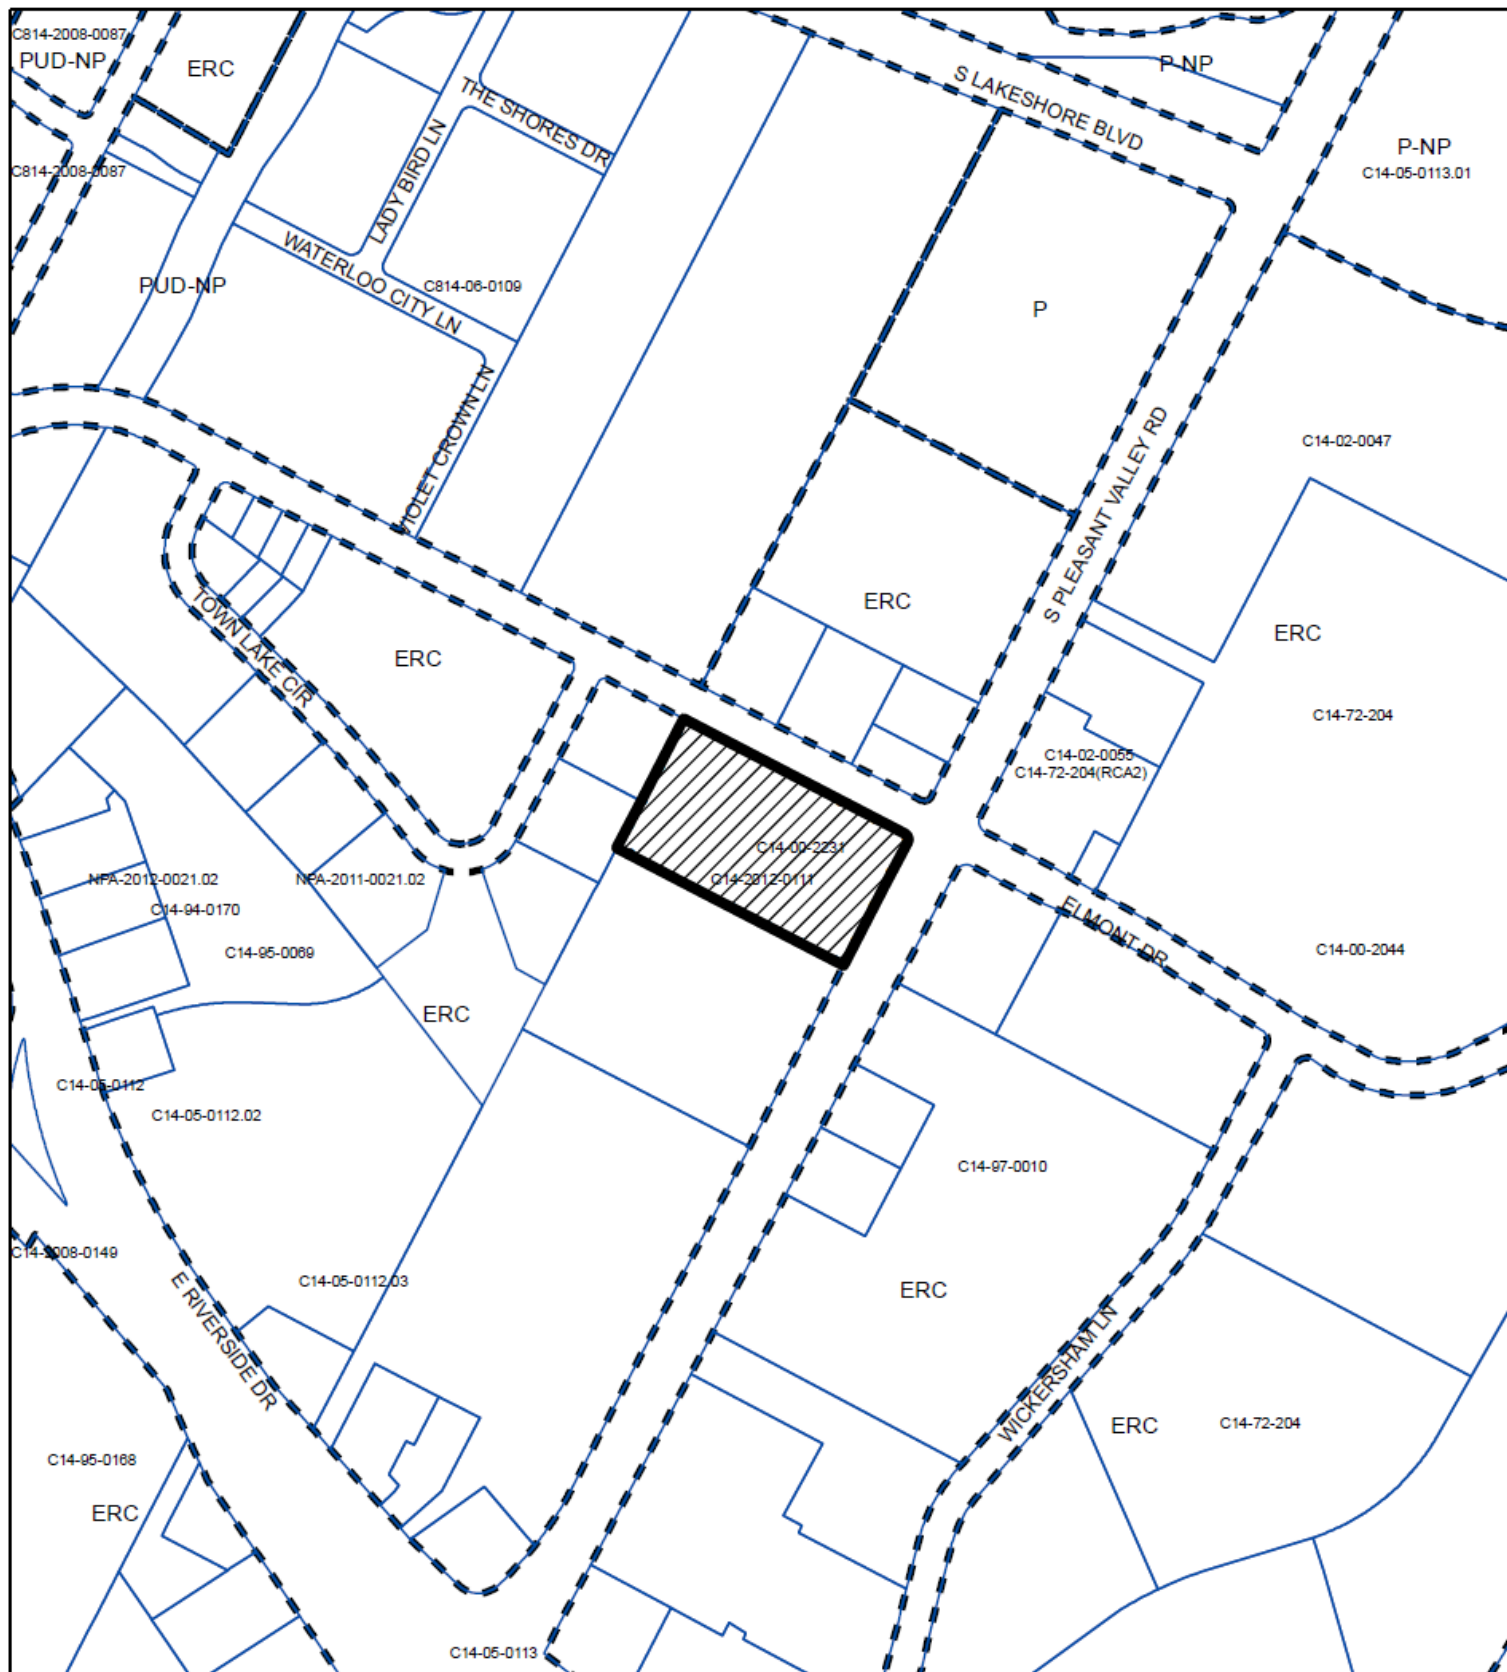 C814-2008-0087
PUD-NP
ERC
THE SHORES DR
S LAKESHORE BLVD
P-NP
P-NP
C14-05-0113.01
C814-2008-0087
LADY BIRD LN
WATERLOO CITY LN
PUD-NP
C814-06-0109
P
VIOLET CROWN LN
S PLEASANT VALLEY RD
C14-02-0047
TOWN LAKE CIR
ERC
ERC
ERC
C14-72-204
C14-02-0055
C14-72-204(RCA2)
C14-00-2231
C14-2012-0111
NPA-2012-0021.02
NPA-2011-0021.02
C14-94-0170
C14-95-0069
ELMONT DR
C14-00-2044
ERC
C14-05-0112
C14-05-0112.02
C14-97-0010
C14-2008-0149
C14-05-0112.03
ERC
E RIVERSIDE DR
WICKERSHAM LN
ERC
C14-72-204
C14-95-0168
ERC
C14-05-0113